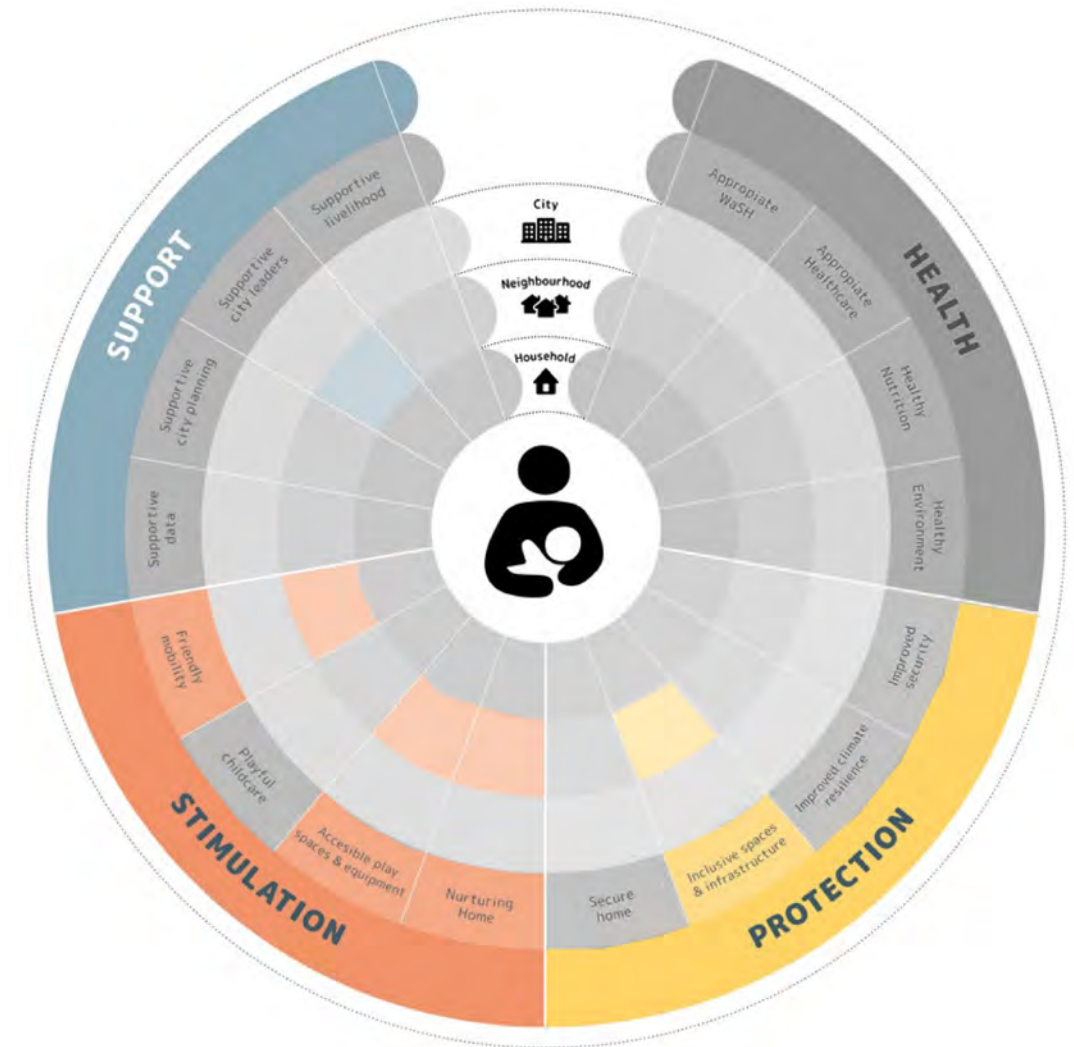 City
Neighbourhood
Household
SUPPORT
Supportive
livelihood
Supportive
city leaders
Supportive
city planning
Supportive
data
HEALTH
Appropiate
WaSH
Appropiate
Healthcare
Healthy
Nutrition
Healthy
Environment
PROTECTION
Improved
security
Improved climate
resilience
Inclusive spaces
& infrastructure
Secure
home
STIMULATION
Nurturing
Home
Accesible play
spaces & equipment
Playful
childcare
Friendly
mobility